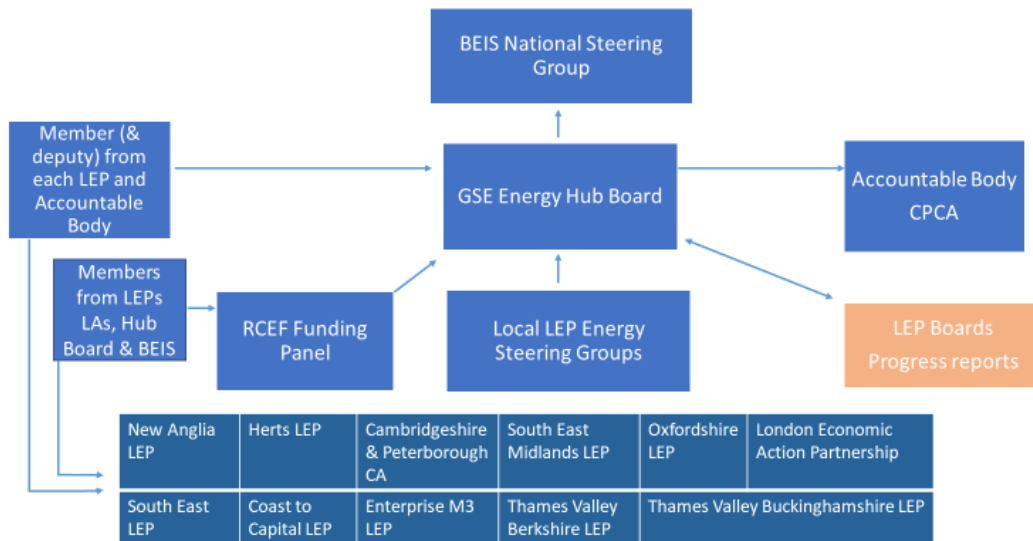 BEIS National Steering
Group
Member (&
deputy) from
each LEP and
Accountable
Body
GSE Energy Hub Board
Accountable Body
CPCA
Members
from LEPs
LAs, Hub
Board & BEIS
RCEF Funding
Panel
Local LEP Energy
Steering Groups
LEP Boards
Progress reports
New Anglia
LEP
Herts LEP
Cambridgeshire
& Peterborough
CA
South East
Midlands LEP
Oxfordshire
LEP
London Economic
Action Partnership
South East
LEP
Coast to
Capital LEP
Enterprise M3
LEP
Thames Valley
Berkshire LEP
Thames Valley Buckinghamshire LEP